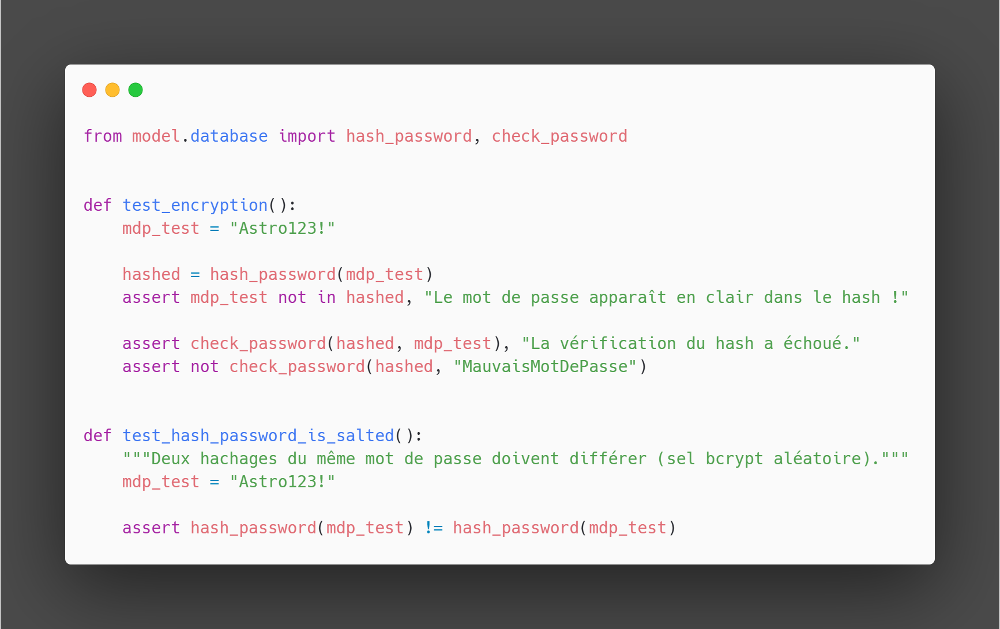 from model.database import hash_password, check_password
def test_encryption():
    mdp_test = "Astro123!"
    hashed = hash_password(mdp_test)
    assert mdp_test not in hashed, "Le mot de passe apparaît en clair dans le hash !"
    assert check_password(hashed, mdp_test), "La vérification du hash a échoué."
    assert not check_password(hashed, "MauvaisMotDePasse")
def test_hash_password_is_salted():
    """Deux hachages du même mot de passe doivent différer (sel bcrypt aléatoire)."""
    mdp_test = "Astro123!"
    assert hash_password(mdp_test) != hash_password(mdp_test)